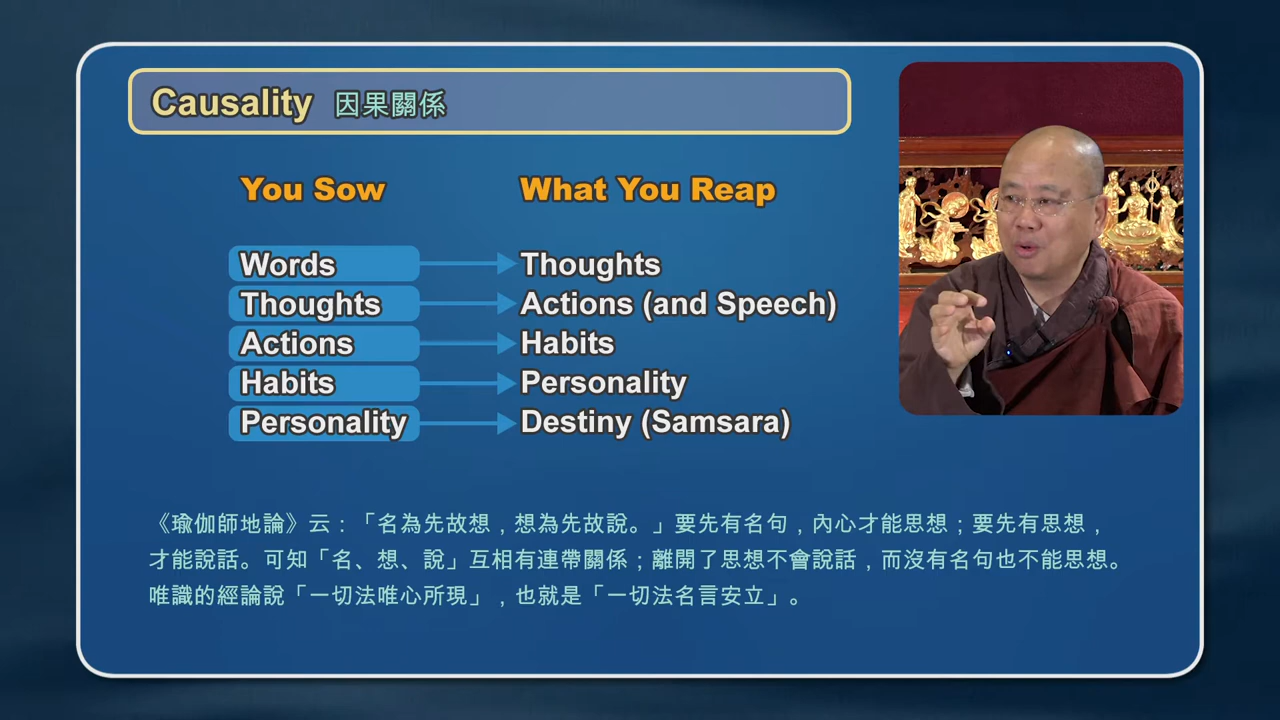 Causality 因果關係
You Sow What You Reap
Words Thoughts
Thoughts Actions (and Speech)
Actions Habits
Habits Personality
Personality Destiny (Samsara)
《瑜伽師地論》云：「名為先故想，想為先故說。」要先有名句，內心才能思想；要先有思想，
才能說話。可知「名、想、說」互相有連帶關係；離開了思想不會說話，而沒有名句也不能思想。
唯識的經論說「一切法唯心所現」，也就是「一切法名言安立」。